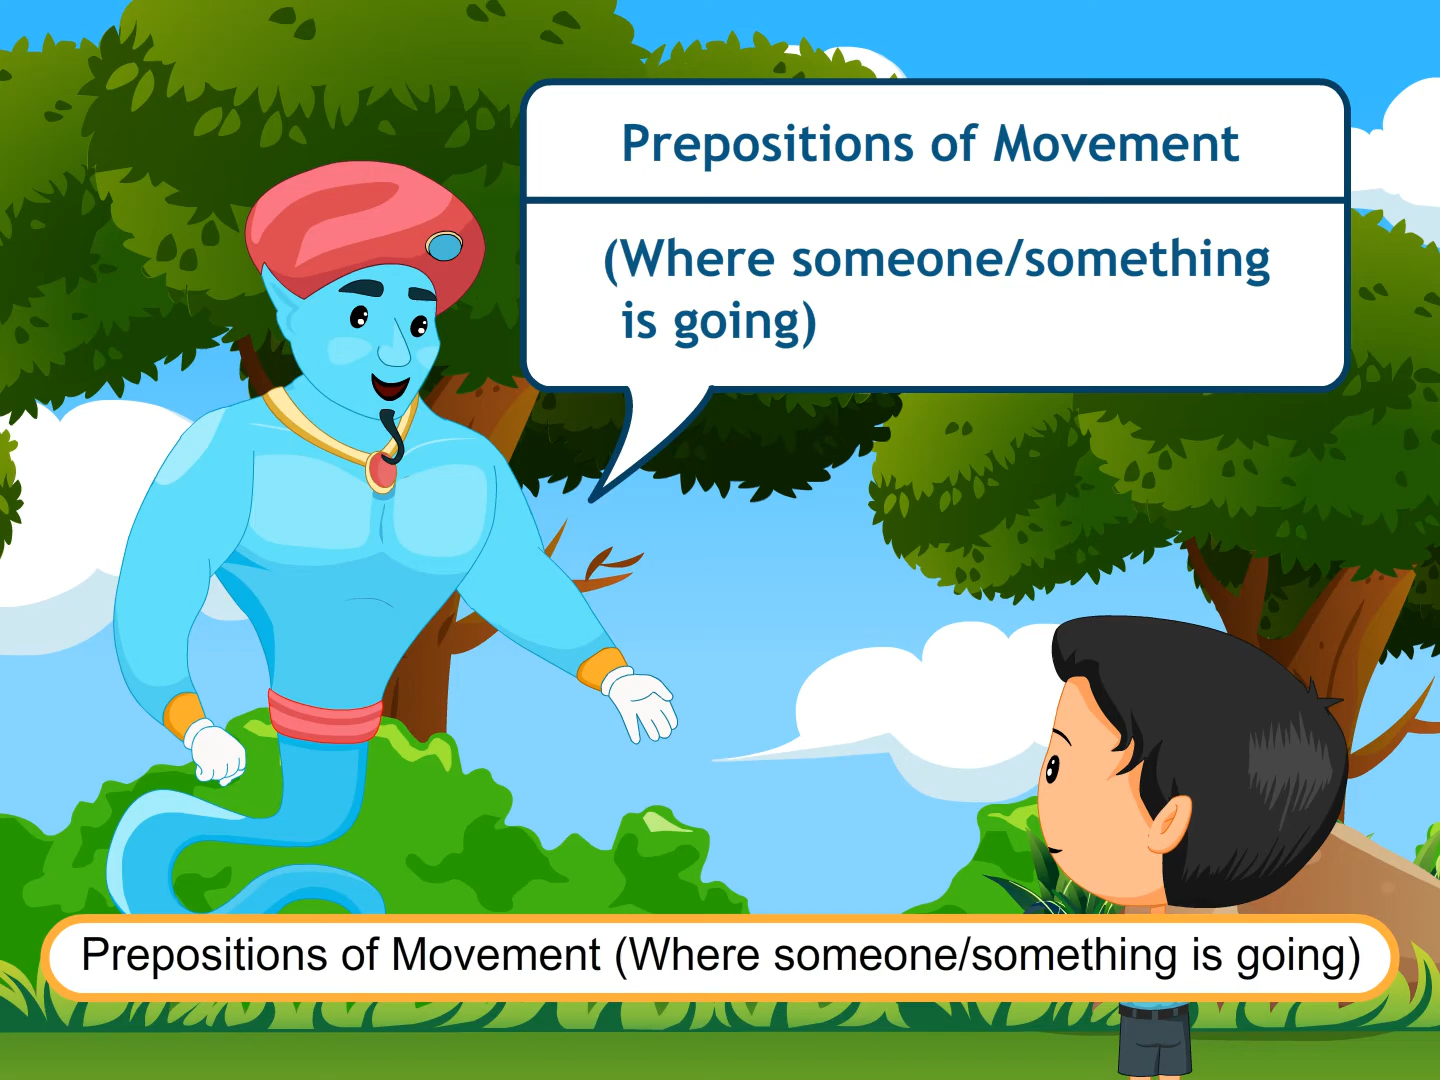 Prepositions of Movement
(Where someone/something
is going)
Prepositions of Movement (Where someone/something is going)